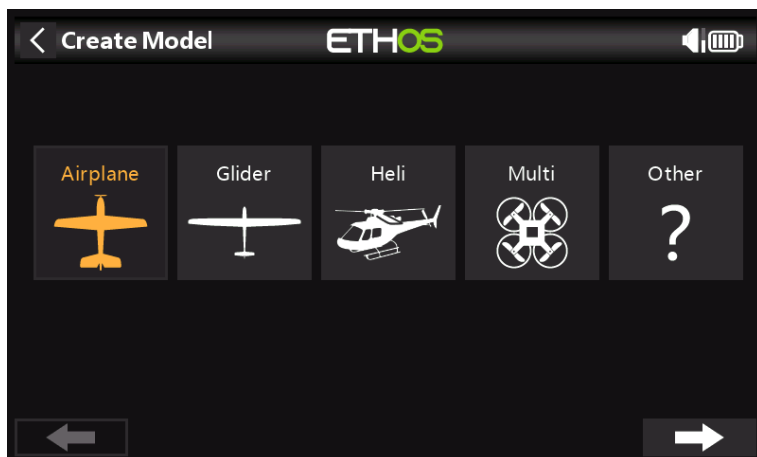 Create Model
ETHOS
Airplane
Glider
Heli
Multi
Other
?